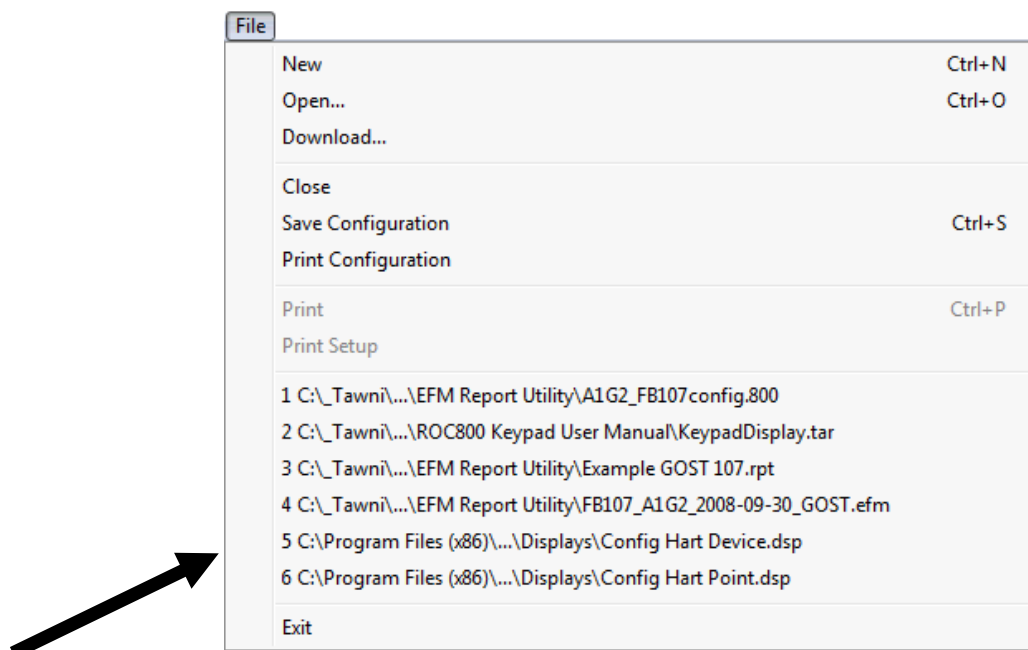 File
New Ctrl+N
Open... Ctrl+O
Download...
Close
Save Configuration Ctrl+S
Print Configuration
Print Ctrl+P
Print Setup
1 C:\_Tawni\...\EFM Report Utility\A1G2_FB107config.800
2 C:\_Tawni\...\ROC800 Keypad User Manual\KeypadDisplay.tar
3 C:\_Tawni\...\EFM Report Utility\Example GOST 107.rpt
4 C:\_Tawni\...\EFM Report Utility\FB107_A1G2_2008-09-30_GOST.efm
5 C:\Program Files (x86)\...\Displays\Config Hart Device.dsp
6 C:\Program Files (x86)\...\Displays\Config Hart Point.dsp
Exit